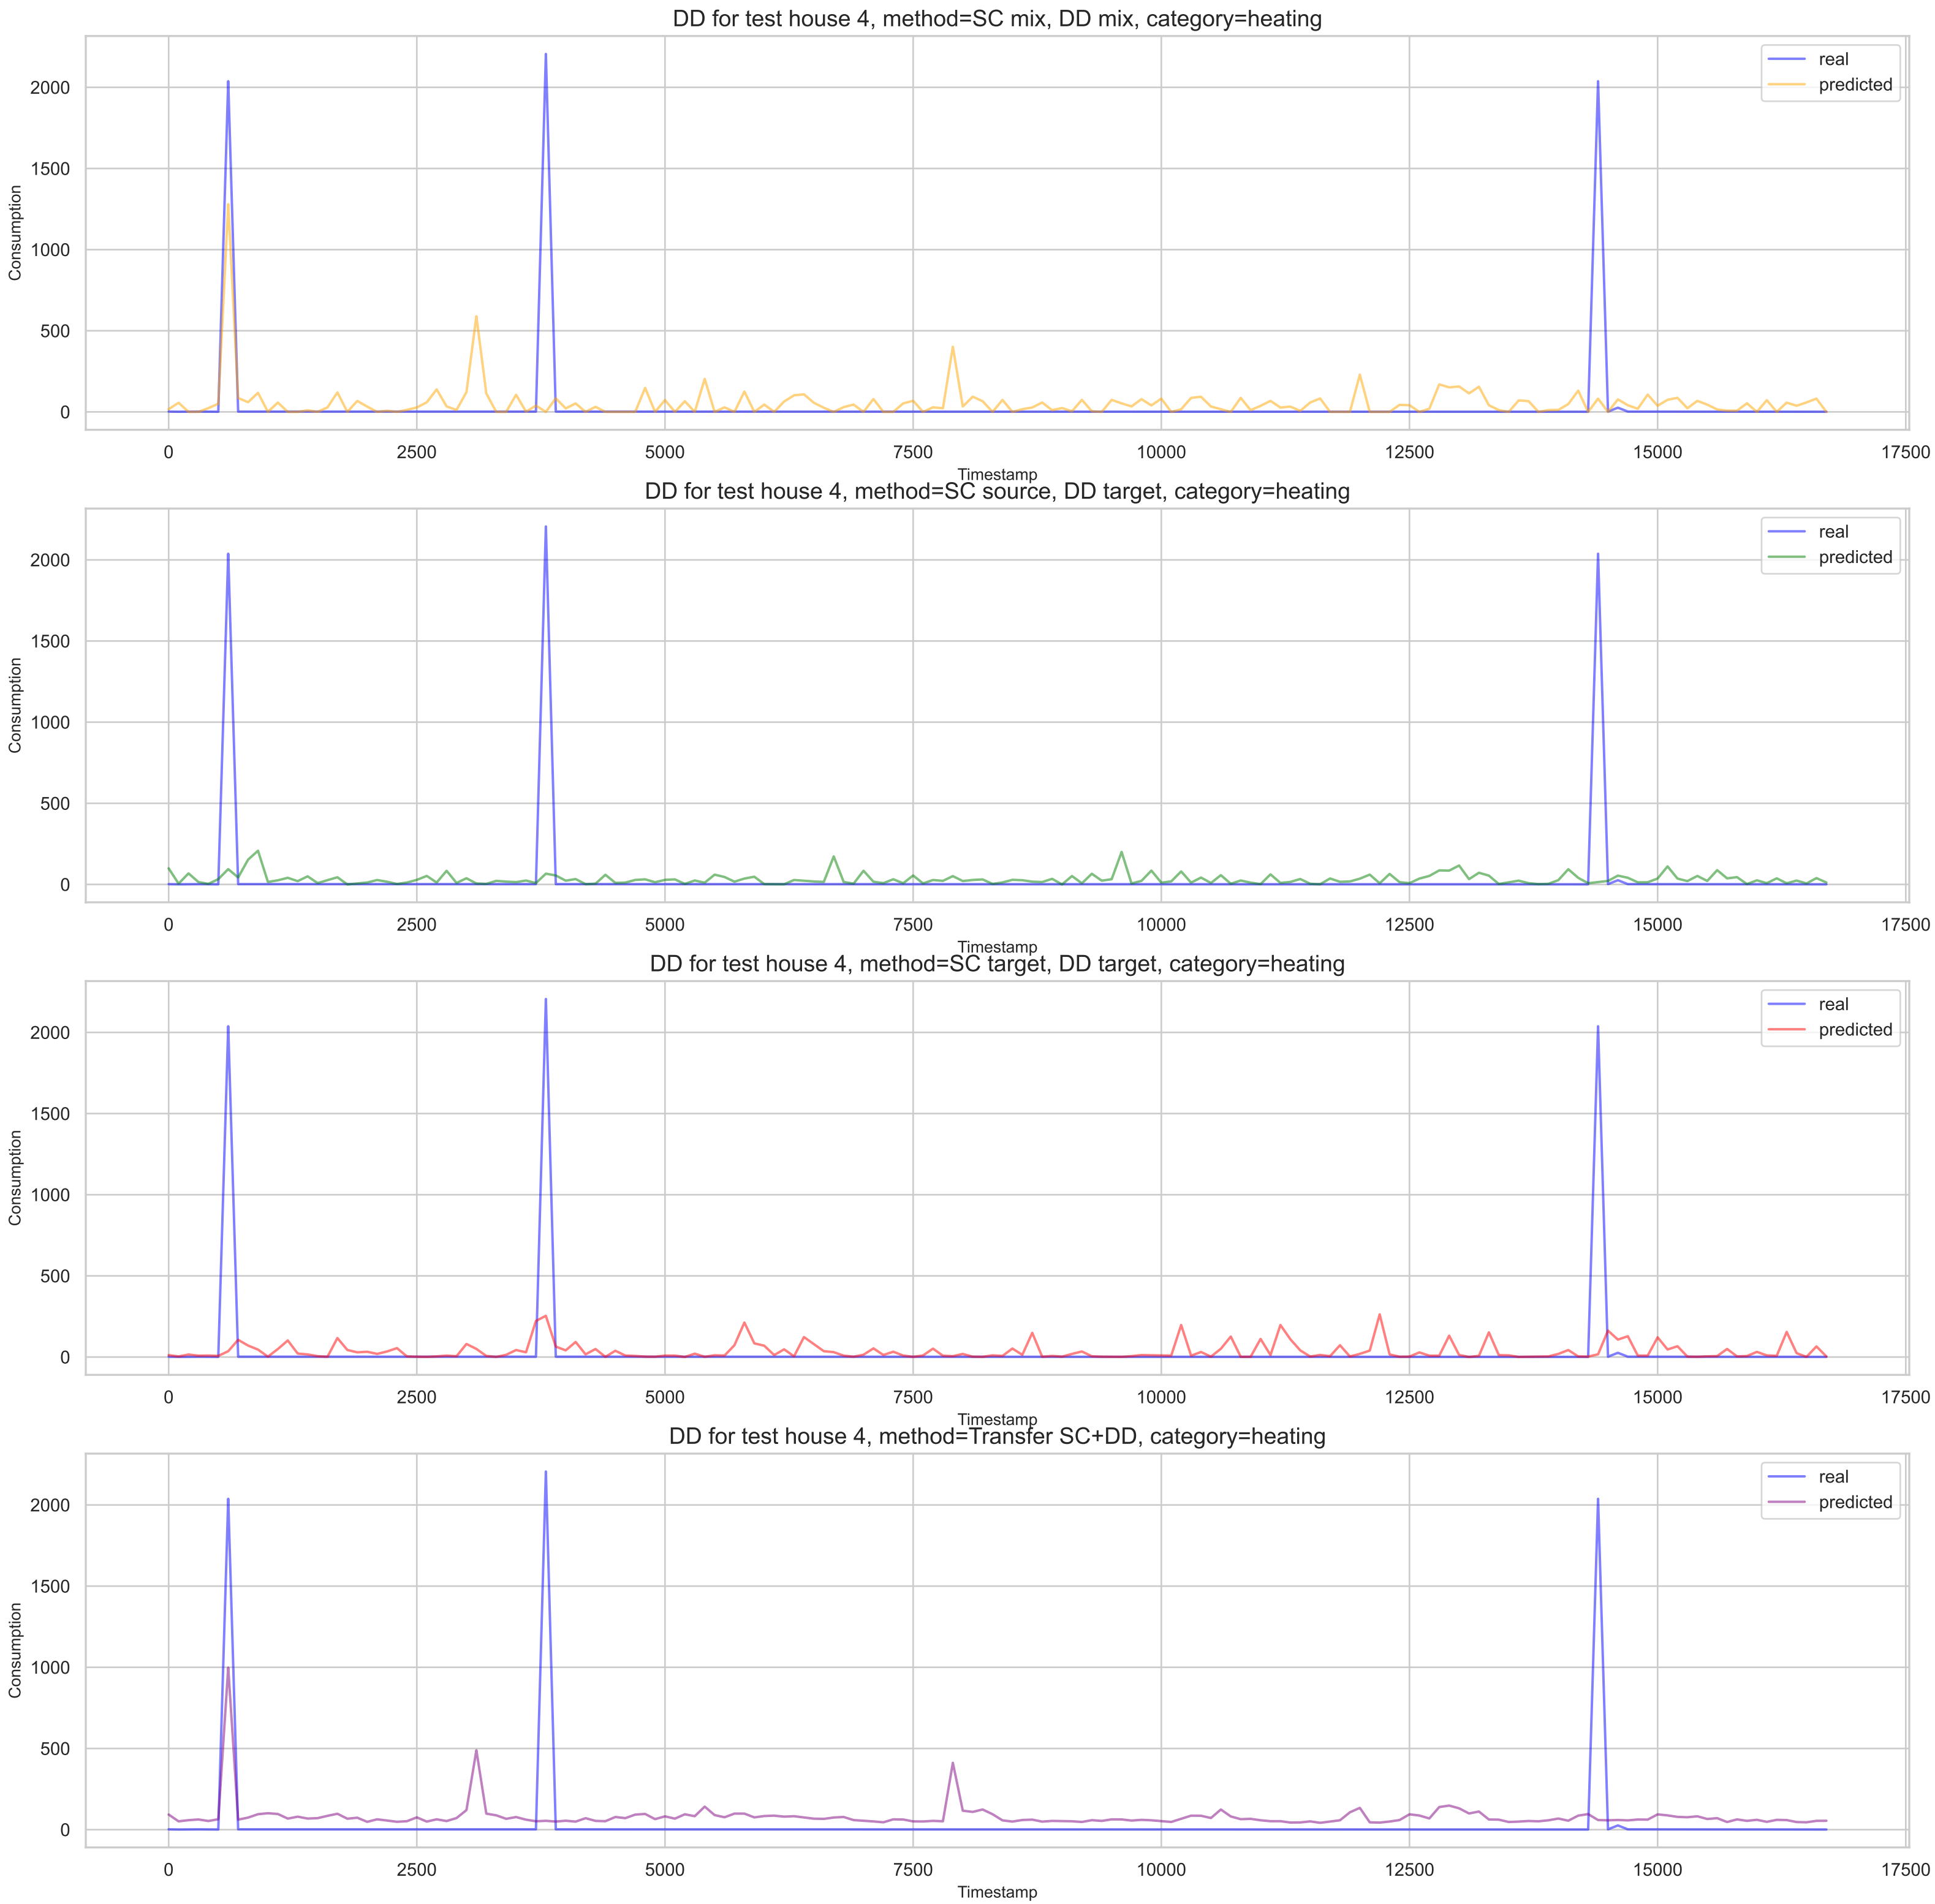 DD for test house 4, method=SC mix, DD mix, category=heating
real
predicted
2000
1500
1000
500
0
Consumption
0 2500 5000 7500 10000 12500 15000 17500
Timestamp
DD for test house 4, method=SC source, DD target, category=heating
real
predicted
2000
1500
1000
500
0
Consumption
0 2500 5000 7500 10000 12500 15000 17500
Timestamp
DD for test house 4, method=SC target, DD target, category=heating
real
predicted
2000
1500
1000
500
0
Consumption
0 2500 5000 7500 10000 12500 15000 17500
Timestamp
DD for test house 4, method=Transfer SC+DD, category=heating
real
predicted
2000
1500
1000
500
0
Consumption
0 2500 5000 7500 10000 12500 15000 17500
Timestamp